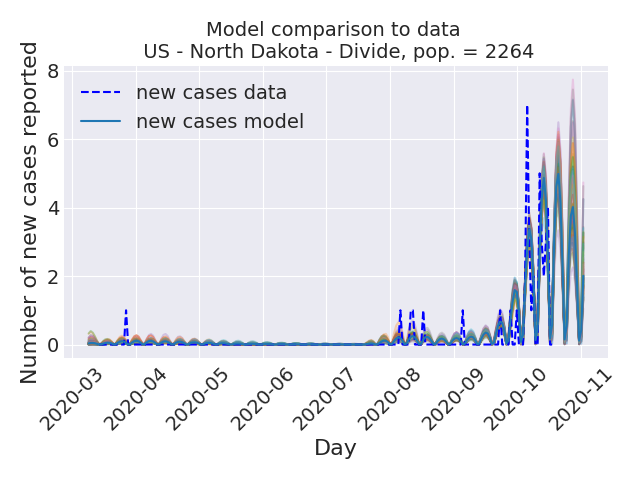 Model comparison to data
US - North Dakota - Divide, pop. = 2264
Number of new cases reported
8
6
4
2
0
new cases data
new cases model
2020-03
2020-04
2020-05
2020-06
2020-07
2020-08
2020-09
2020-10
2020-11
Day